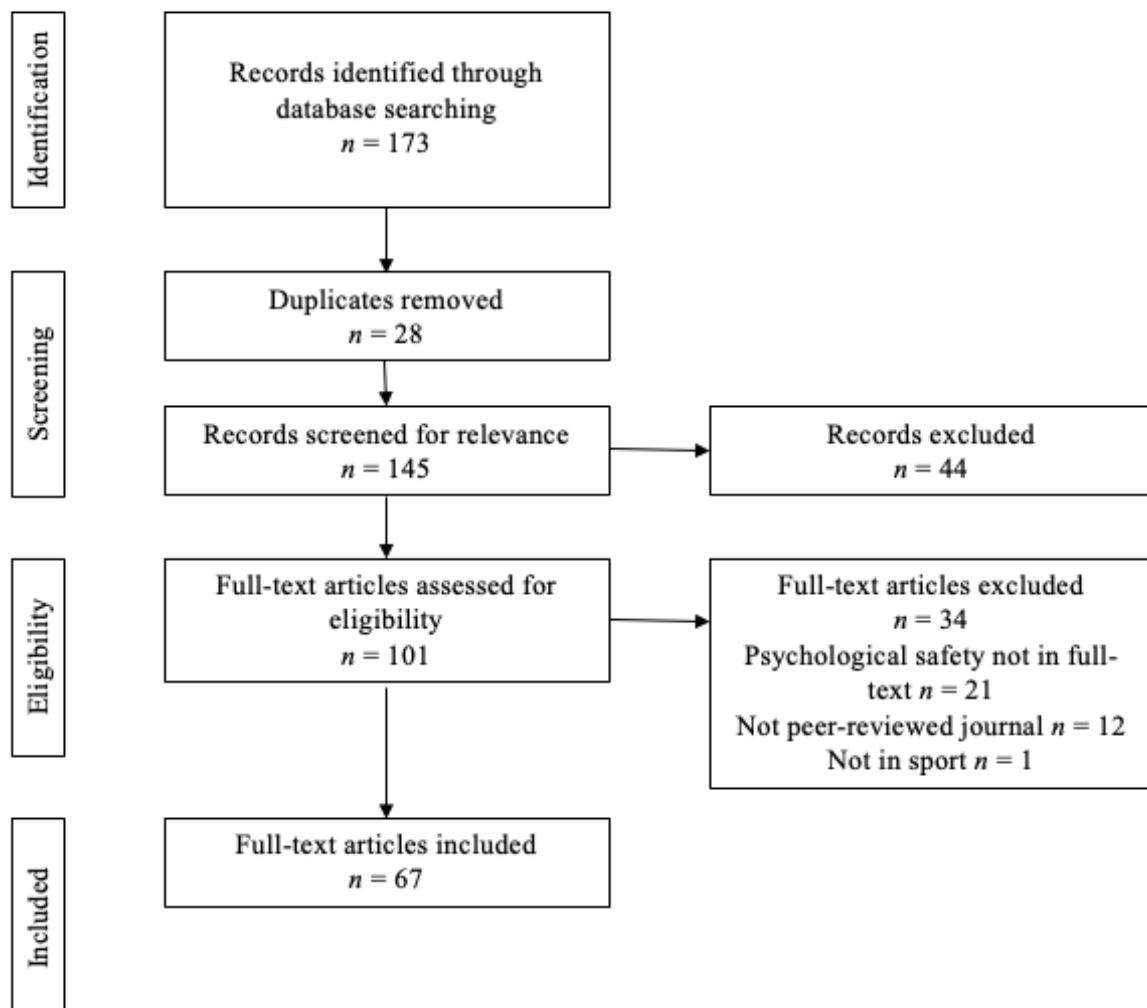 Identification
Records identified through
database searching
n = 173
Screening
Duplicates removed
n = 28
Records screened for relevance
n = 145
Records excluded
n = 44
Eligibility
Full-text articles assessed for
eligibility
n = 101
Full-text articles excluded
n = 34
Psychological safety not in full-
text n = 21
Not peer-reviewed journal n = 12
Not in sport n = 1
Included
Full-text articles included
n = 67